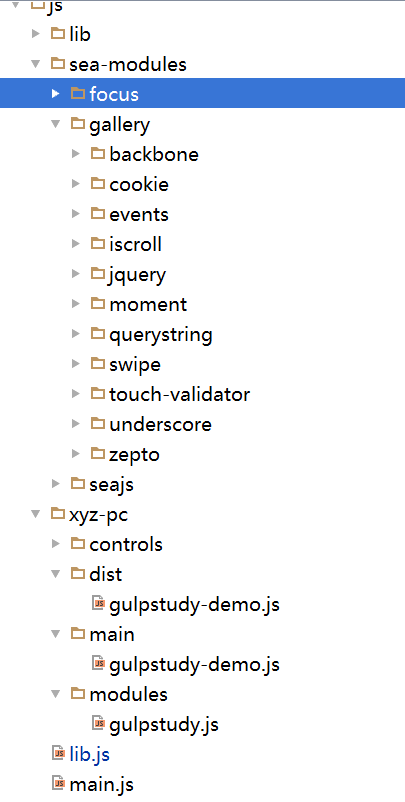 js
lib
sea-modules
focus
gallery
backbone
cookie
events
iscroll
jquery
moment
querystring
swipe
touch-validator
underscore
zepto
seajs
xyz-pc
controls
dist
gulpstudy-demo.js
main
gulpstudy-demo.js
modules
gulpstudy.js
lib.js
main.js